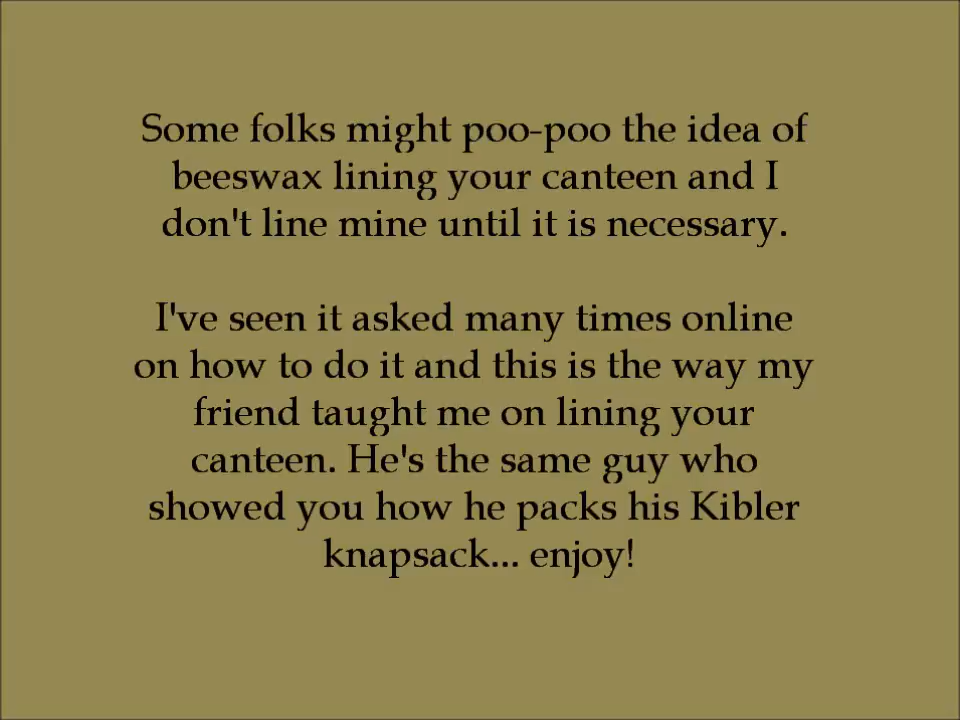 Some folks might poo-poo the idea of
beeswax lining your canteen and I
don't line mine until it is necessary.
I've seen it asked many times online
on how to do it and this is the way my
friend taught me on lining your
canteen. He's the same guy who
showed you how he packs his Kibler
knapsack... enjoy!